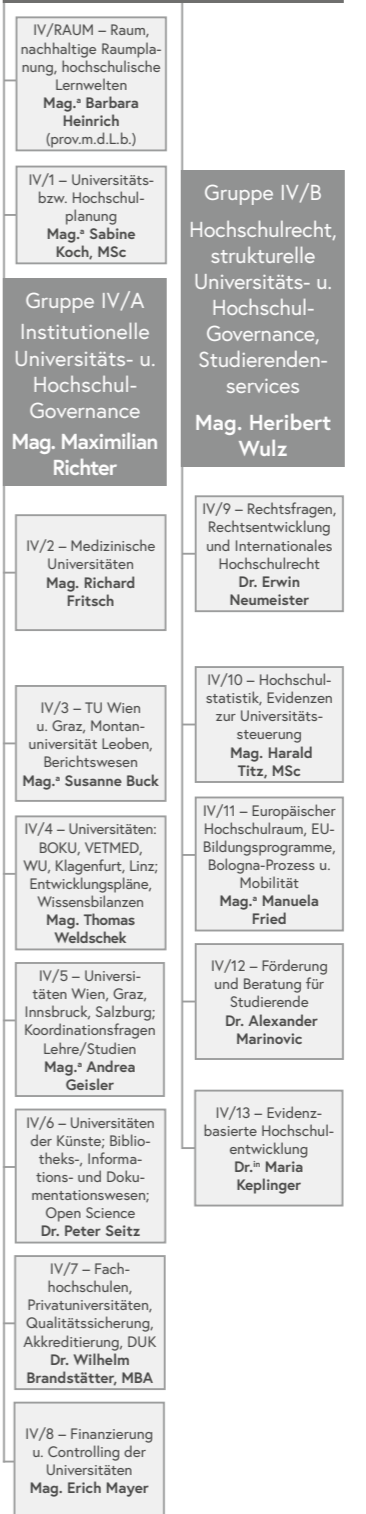 IV/RAUM – Raum,
nachhaltige Raumpla-
nung, hochschulische
Lernwelten
Mag.ª Barbara
Heinrich
(prov.m.d.L.b.)
IV/1 – Universitäts-
bzw. Hochschul-
planung
Mag.ª Sabine
Koch, MSc
Gruppe IV/A
Institutionelle
Universitäts- u.
Hochschul-
Governance
Mag. Maximilian
Richter
IV/2 – Medizinische
Universitäten
Mag. Richard
Fritsch
IV/3 – TU Wien
u. Graz, Montan-
universität Leoben,
Berichtswesen
Mag.ª Susanne Buck
IV/4 – Universitäten:
BOKU, VETMED,
WU, Klagenfurt, Linz;
Entwicklungspläne,
Wissensbilanzen
Mag. Thomas
Weldschek
IV/5 – Universi-
täten Wien, Graz,
Innsbruck, Salzburg;
Koordinationsfragen
Lehre/Studien
Mag.ª Andrea
Geisler
IV/6 – Universitäten
der Künste; Biblio-
theks-, Informa-
tions- und Doku-
mentationswesen;
Open Science
Dr. Peter Seitz
IV/7 – Fach-
hochschulen,
Privatuniversitäten,
Qualitätssicherung,
Akkreditierung, DUK
Dr. Wilhelm
Brandstätter, MBA
IV/8 – Finanzierung
u. Controlling der
Universitäten
Mag. Erich Mayer
Gruppe IV/B
Hochschulrecht,
strukturelle
Universitäts- u.
Hochschul-
Governance,
Studierenden-
services
Mag. Heribert
Wulz
IV/9 – Rechtsfragen,
Rechtsentwicklung
und Internationales
Hochschulrecht
Dr. Erwin
Neumeister
IV/10 – Hochschul-
statistik, Evidenzen
zur Universitäts-
steuerung
Mag. Harald
Titz, MSc
IV/11 – Europäischer
Hochschulraum, EU-
Bildungsprogramme,
Bologna-Prozess u.
Mobilität
Mag.ª Manuela
Fried
IV/12 – Förderung
und Beratung für
Studierende
Dr. Alexander
Marinovic
IV/13 – Evidenz-
basierte Hochschul-
entwicklung
Dr.ⁱⁿ Maria
Keplinger